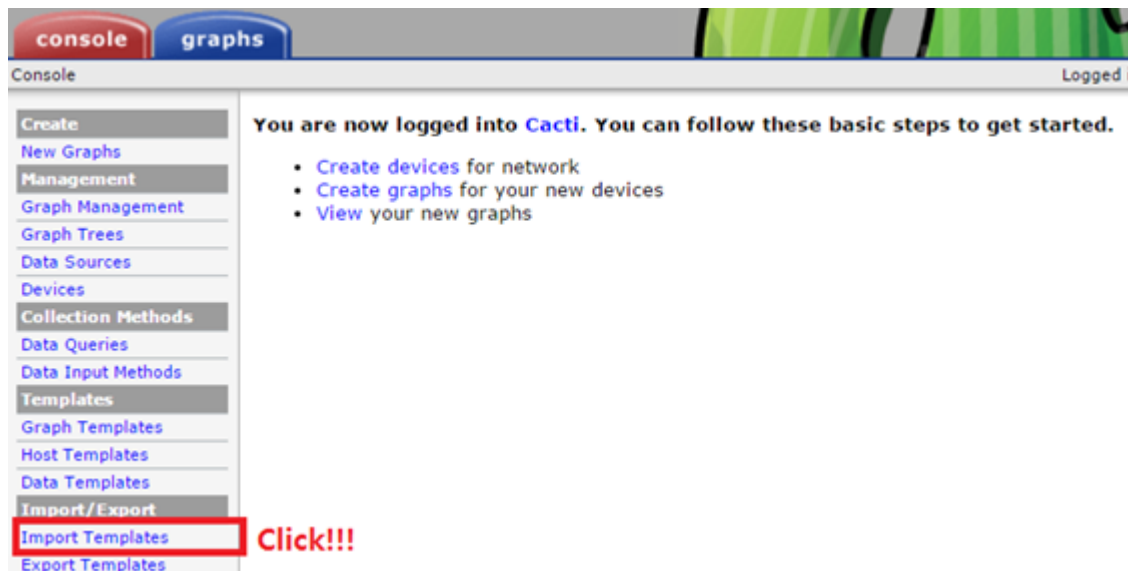 console graphs
Console Logged
Create
New Graphs
Management
Graph Management
Graph Trees
Data Sources
Devices
Collection Methods
Data Queries
Data Input Methods
Templates
Graph Templates
Host Templates
Data Templates
Import/Export
Import Templates
Export Templates
You are now logged into Cacti. You can follow these basic steps to get started.
• Create devices for network
• Create graphs for your new devices
• View your new graphs
Click!!!